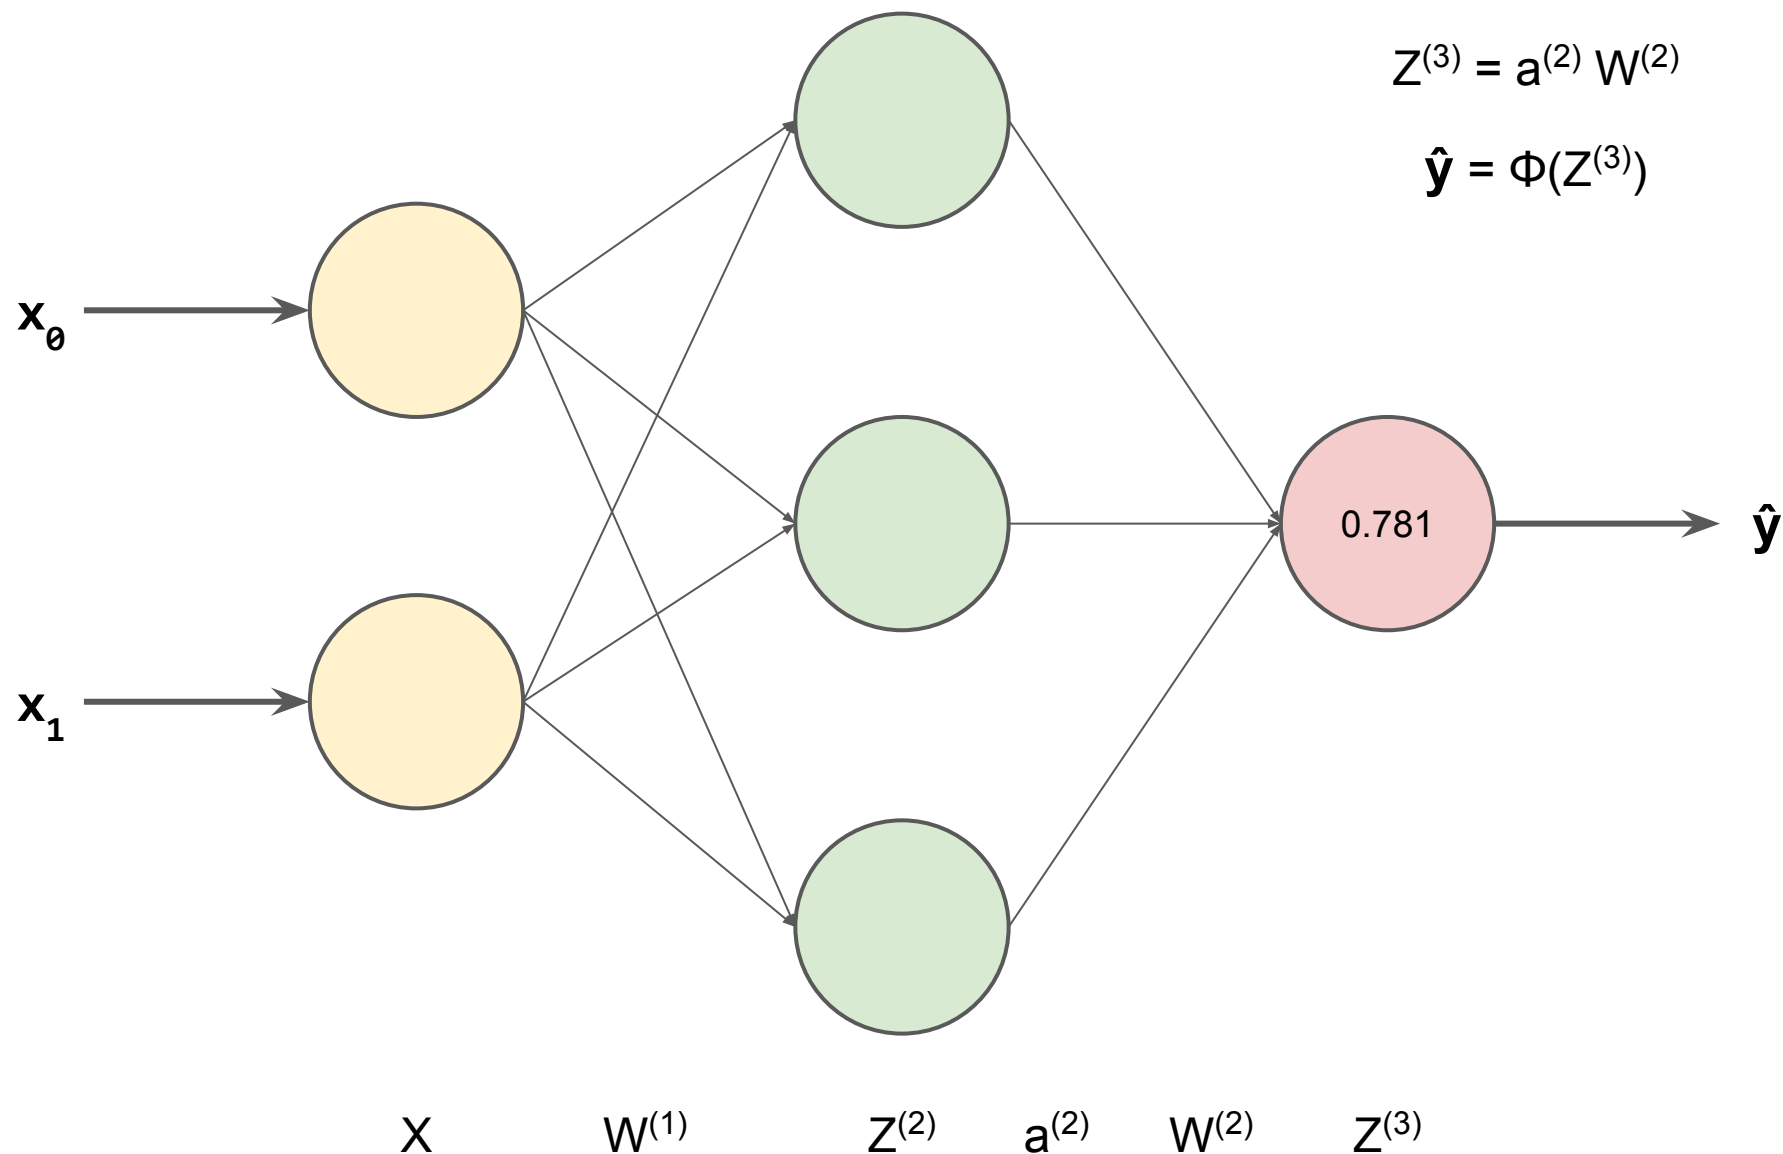 Z⁽³⁾ = a⁽²⁾ W⁽²⁾
ŷ = Φ(Z⁽³⁾)
x₀
0.781
ŷ
x₁
X W⁽¹⁾ Z⁽²⁾ a⁽²⁾ W⁽²⁾ Z⁽³⁾